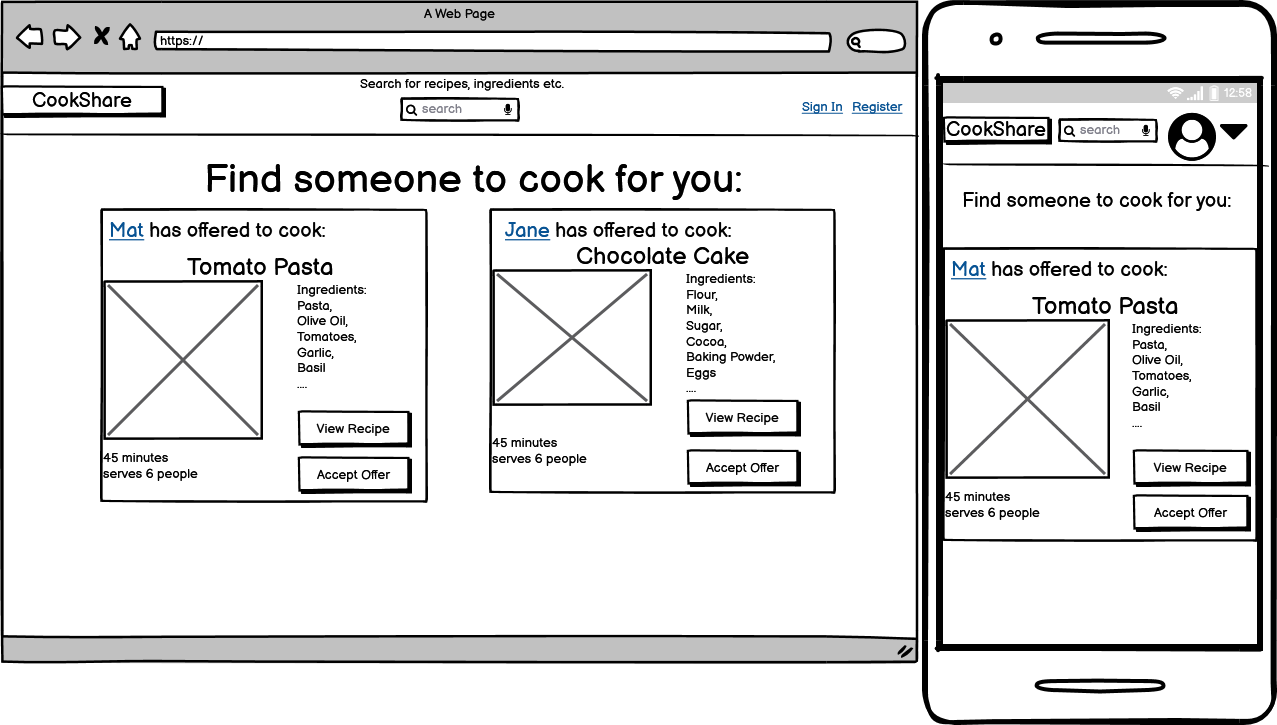 A Web Page
https://
Search for recipes, ingredients etc.
CookShare
search
Sign In Register
Find someone to cook for you:
Mat has offered to cook:
Tomato Pasta
Ingredients:
Pasta,
Olive Oil,
Tomatoes,
Garlic,
Basil
....
View Recipe
45 minutes
serves 6 people
Accept Offer
Jane has offered to cook:
Chocolate Cake
Ingredients:
Flour,
Milk,
Sugar,
Cocoa,
Baking Powder,
Eggs
....
View Recipe
45 minutes
serves 6 people
Accept Offer
12:58
CookShare
search
Find someone to cook for you:
Mat has offered to cook:
Tomato Pasta
Ingredients:
Pasta,
Olive Oil,
Tomatoes,
Garlic,
Basil
....
View Recipe
45 minutes
serves 6 people
Accept Offer